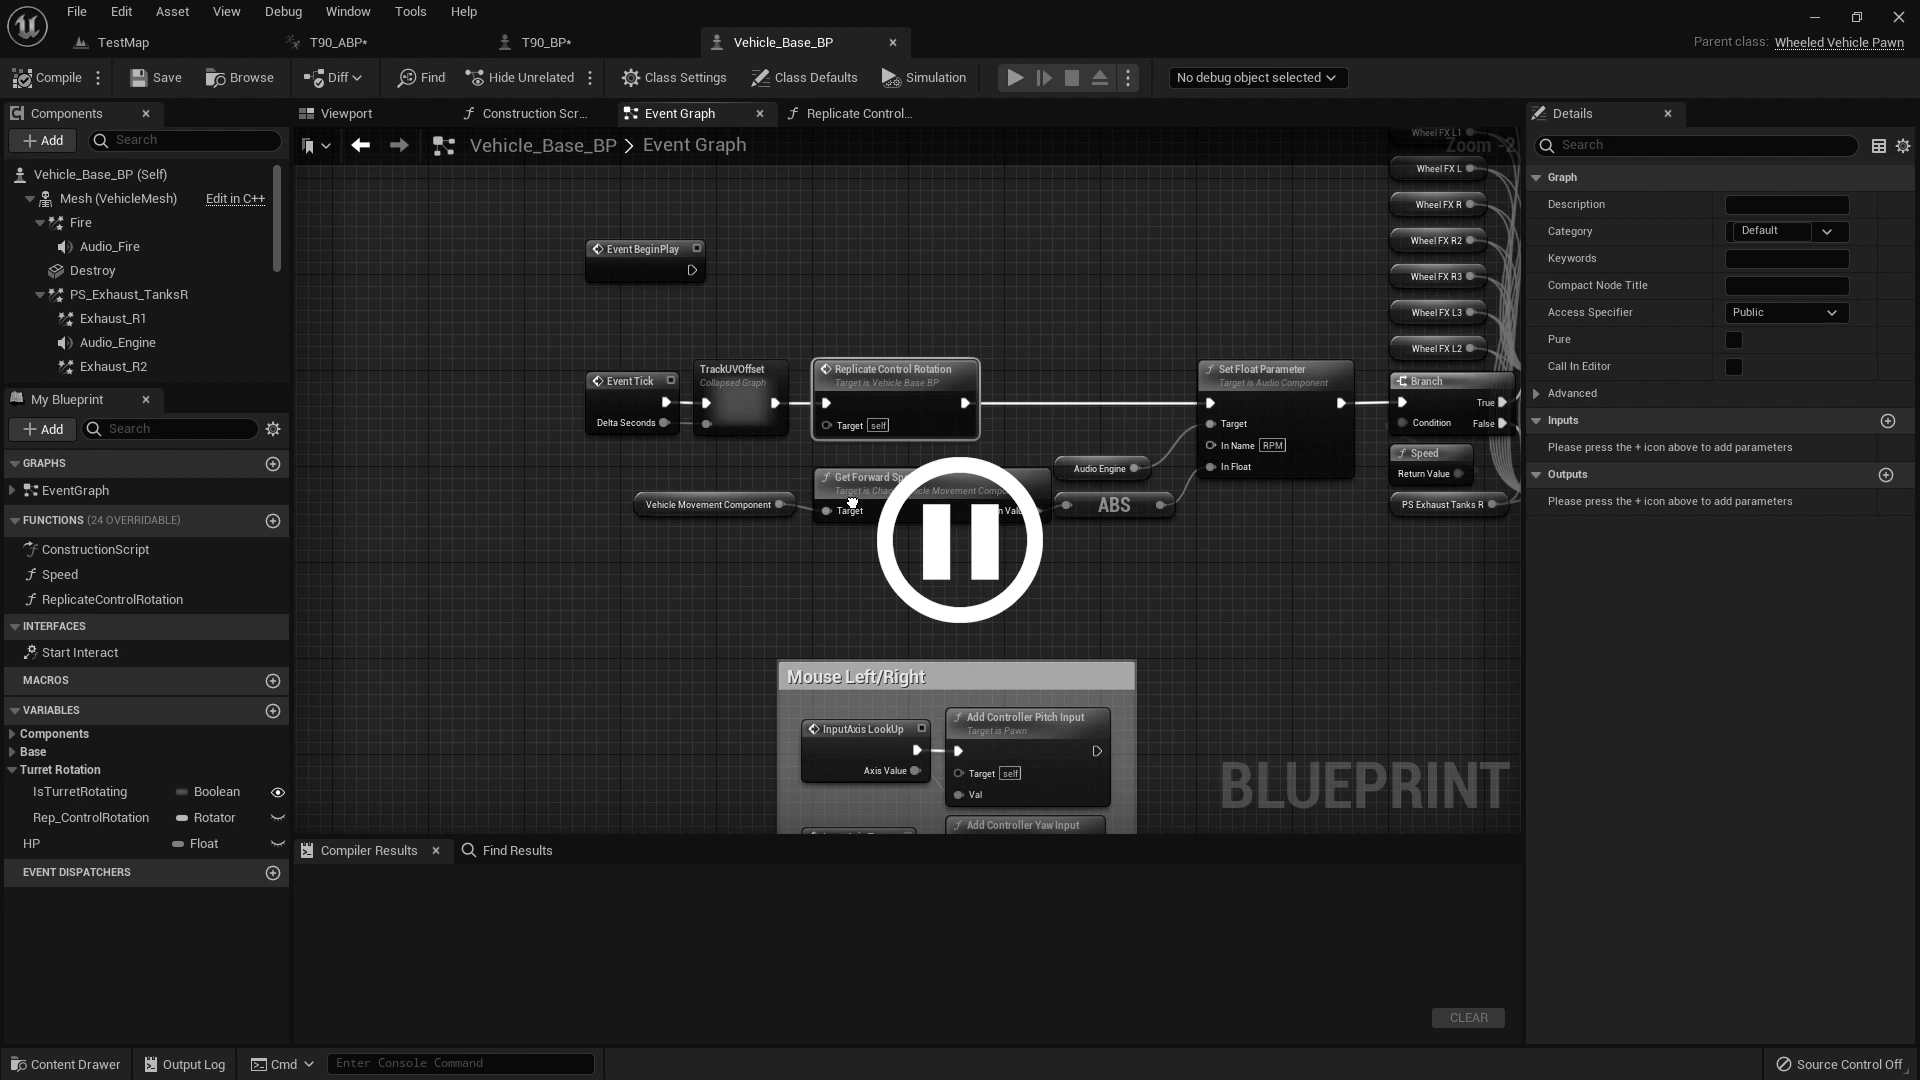 File Edit Asset View Debug Window Tools Help
TestMap T90_ABP* T90_BP* Vehicle_Base_BP
Parent class: Wheeled Vehicle Pawn
Compile Save Browse Diff Find Hide Unrelated Class Settings Class Defaults Simulation No debug object selected
Components
Viewport Construction Scr... Event Graph Replicate Control...
Details
Add Search
Vehicle_Base_BP > Event Graph
Zoom -2
Search
Vehicle_Base_BP (Self)
Mesh (VehicleMesh) Edit in C++
Fire
Audio_Fire
Destroy
PS_Exhaust_TanksR
Exhaust_R1
Audio_Engine
Exhaust_R2
My Blueprint
Add Search
GRAPHS
EventGraph
FUNCTIONS (24 OVERRIDABLE)
ConstructionScript
Speed
ReplicateControlRotation
INTERFACES
Start Interact
MACROS
VARIABLES
Components
Base
Turret Rotation
IsTurretRotating Boolean
Rep_ControlRotation Rotator
HP Float
EVENT DISPATCHERS
Event BeginPlay
Event Tick
Delta Seconds
TrackUVOffset
Collapsed Graph
Replicate Control Rotation
Target is Vehicle Base BP
Target self
Vehicle Movement Component
Get Forward
Target
Audio Engine
ABS
Set Float Parameter
Target is Audio Component
Target
In Name RPM
In Float
Wheel FX L1
Wheel FX L
Wheel FX R
Wheel FX R2
Wheel FX R3
Wheel FX L3
Wheel FX L2
Branch
True
Condition False
Speed
Return Value
PS Exhaust Tanks R
Mouse Left/Right
InputAxis LookUp
Axis Value
Add Controller Pitch Input
Target is Pawn
Target self
Val
Add Controller Yaw Input
BLUEPRINT
Graph
Description
Category Default
Keywords
Compact Node Title
Access Specifier Public
Pure
Call In Editor
Advanced
Inputs
Please press the + icon above to add parameters
Outputs
Please press the + icon above to add parameters
Compiler Results Find Results
CLEAR
Content Drawer Output Log Cmd Enter Console Command Source Control Off